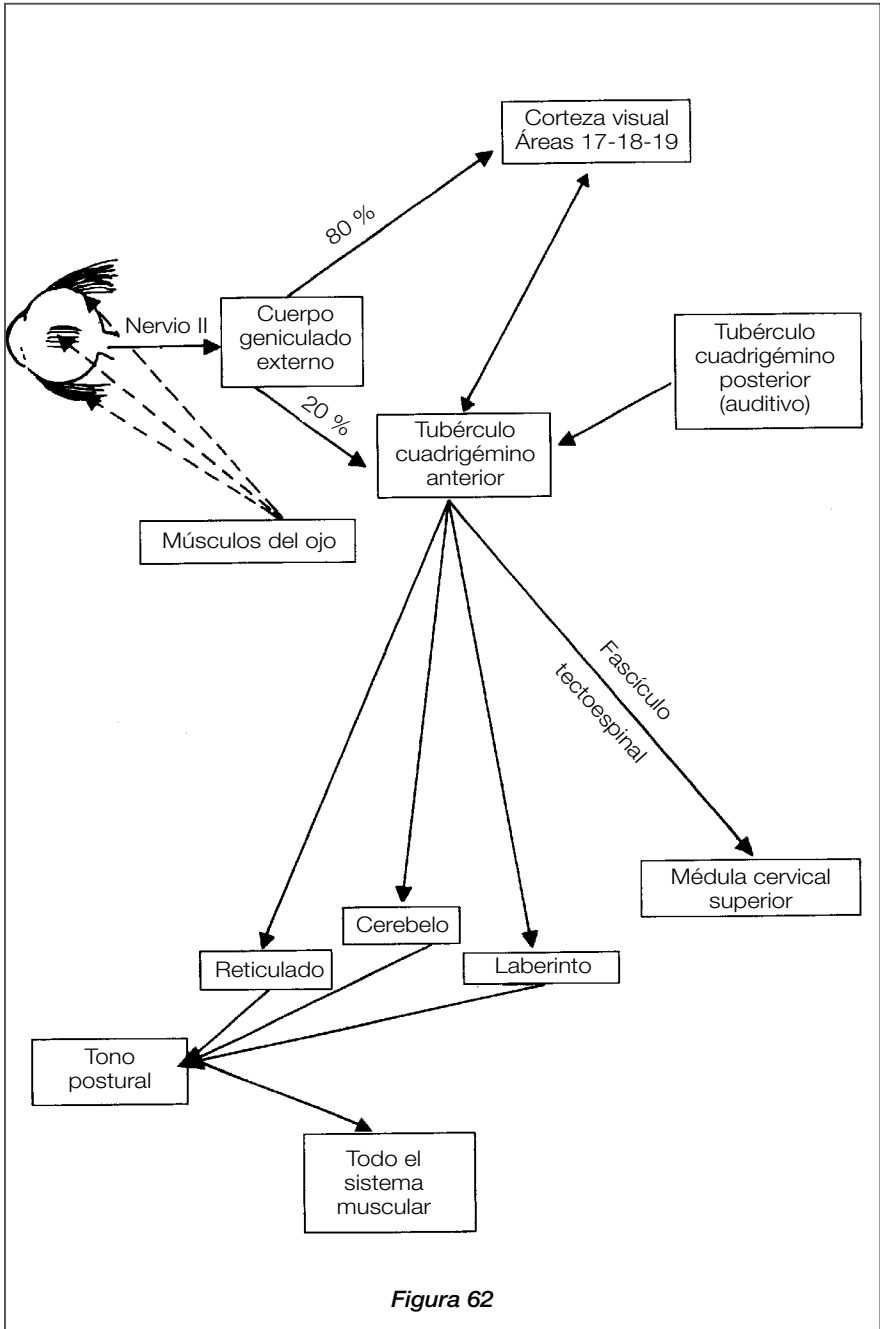 Corteza visual
Áreas 17-18-19
80 %
Nervio II
Cuerpo
geniculado
externo
Tubérculo
cuadrigémino
posterior
(auditivo)
20 %
Tubérculo
cuadrigémino
anterior
Músculos del ojo
Fascículo
tectoespinal
Médula cervical
superior
Cerebelo
Reticulado
Laberinto
Tono
postural
Todo el
sistema
muscular
Figura 62